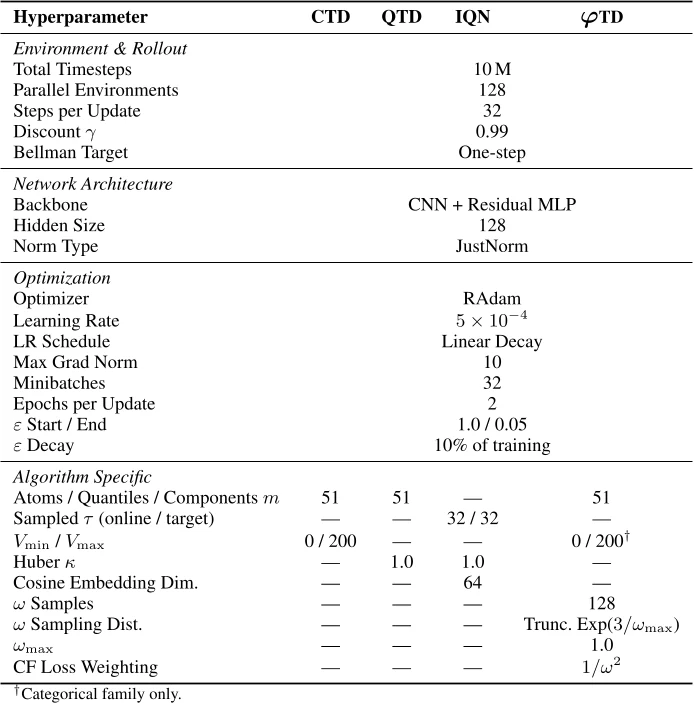 Hyperparameter CTD QTD IQN φTD
Environment & Rollout
Total Timesteps 10 M
Parallel Environments 128
Steps per Update 32
Discount γ 0.99
Bellman Target One-step
Network Architecture
Backbone CNN + Residual MLP
Hidden Size 128
Norm Type JustNorm
Optimization
Optimizer RAdam
Learning Rate 5 × 10⁻⁴
LR Schedule Linear Decay
Max Grad Norm 10
Minibatches 32
Epochs per Update 2
ε Start / End 1.0 / 0.05
ε Decay 10% of training
Algorithm Specific
Atoms / Quantiles / Components m 51 51 — 51
Sampled τ (online / target) — — 32 / 32 —
V_min / V_max 0 / 200 — — 0 / 200†
Huber κ — 1.0 1.0 —
Cosine Embedding Dim. — — 64 —
ω Samples — — — 128
ω Sampling Dist. — — — Trunc. Exp(3/ω_max)
ω_max — — — 1.0
CF Loss Weighting — — — 1/ω²
†Categorical family only.